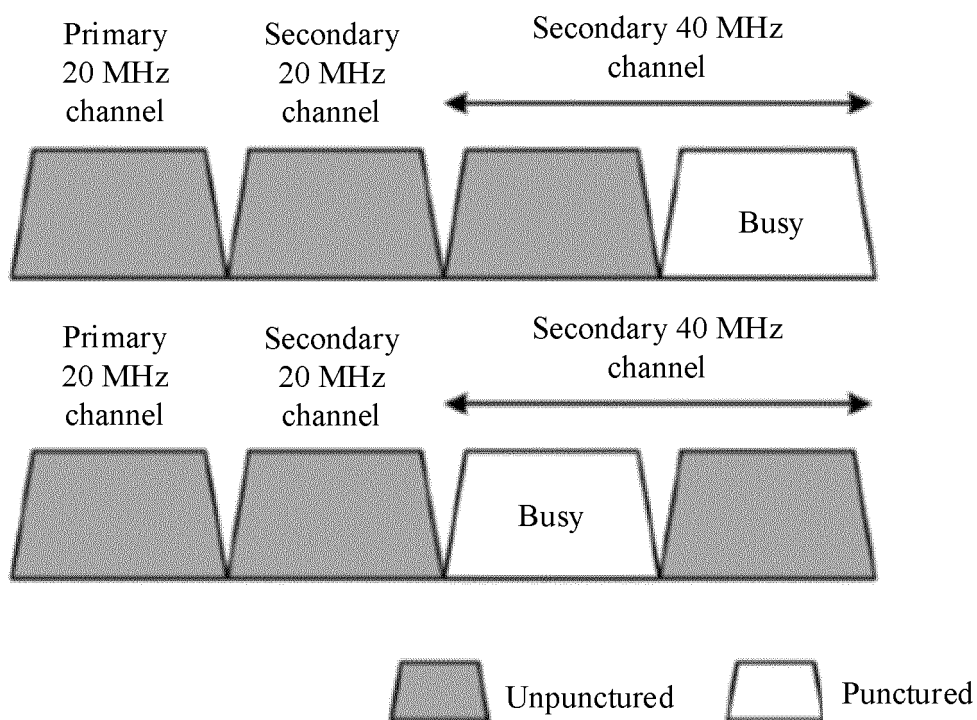 Primary
20 MHz
channel
Secondary
20 MHz
channel
Secondary 40 MHz
channel
Busy
Primary
20 MHz
channel
Secondary
20 MHz
channel
Secondary 40 MHz
channel
Busy
Unpunctured
Punctured